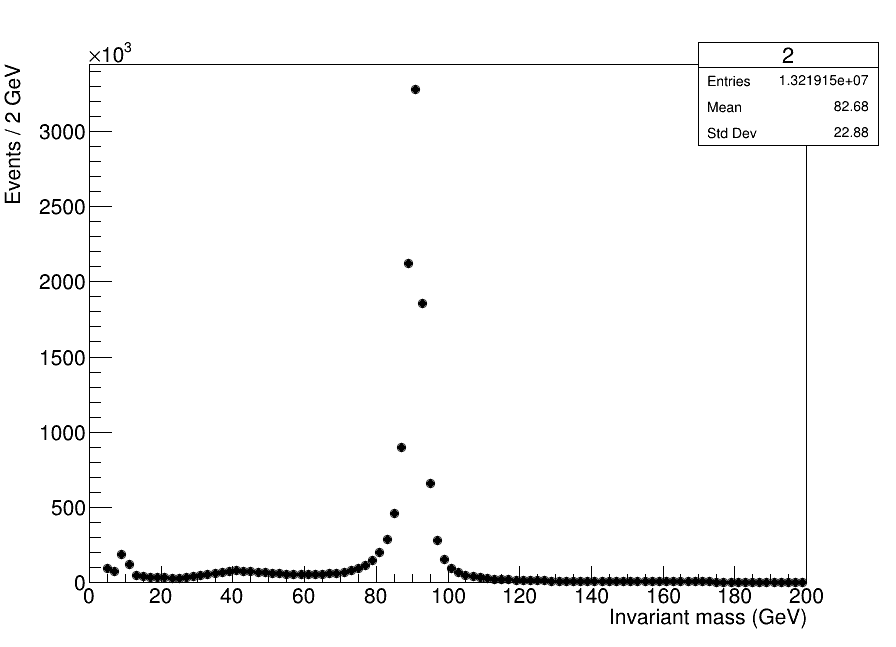 ×10³
Events / 2 GeV
2
Entries 1.321915e+07
Mean 82.68
Std Dev 22.88
3000
2500
2000
1500
1000
500
0
0 20 40 60 80 100 120 140 160 180 200
Invariant mass (GeV)